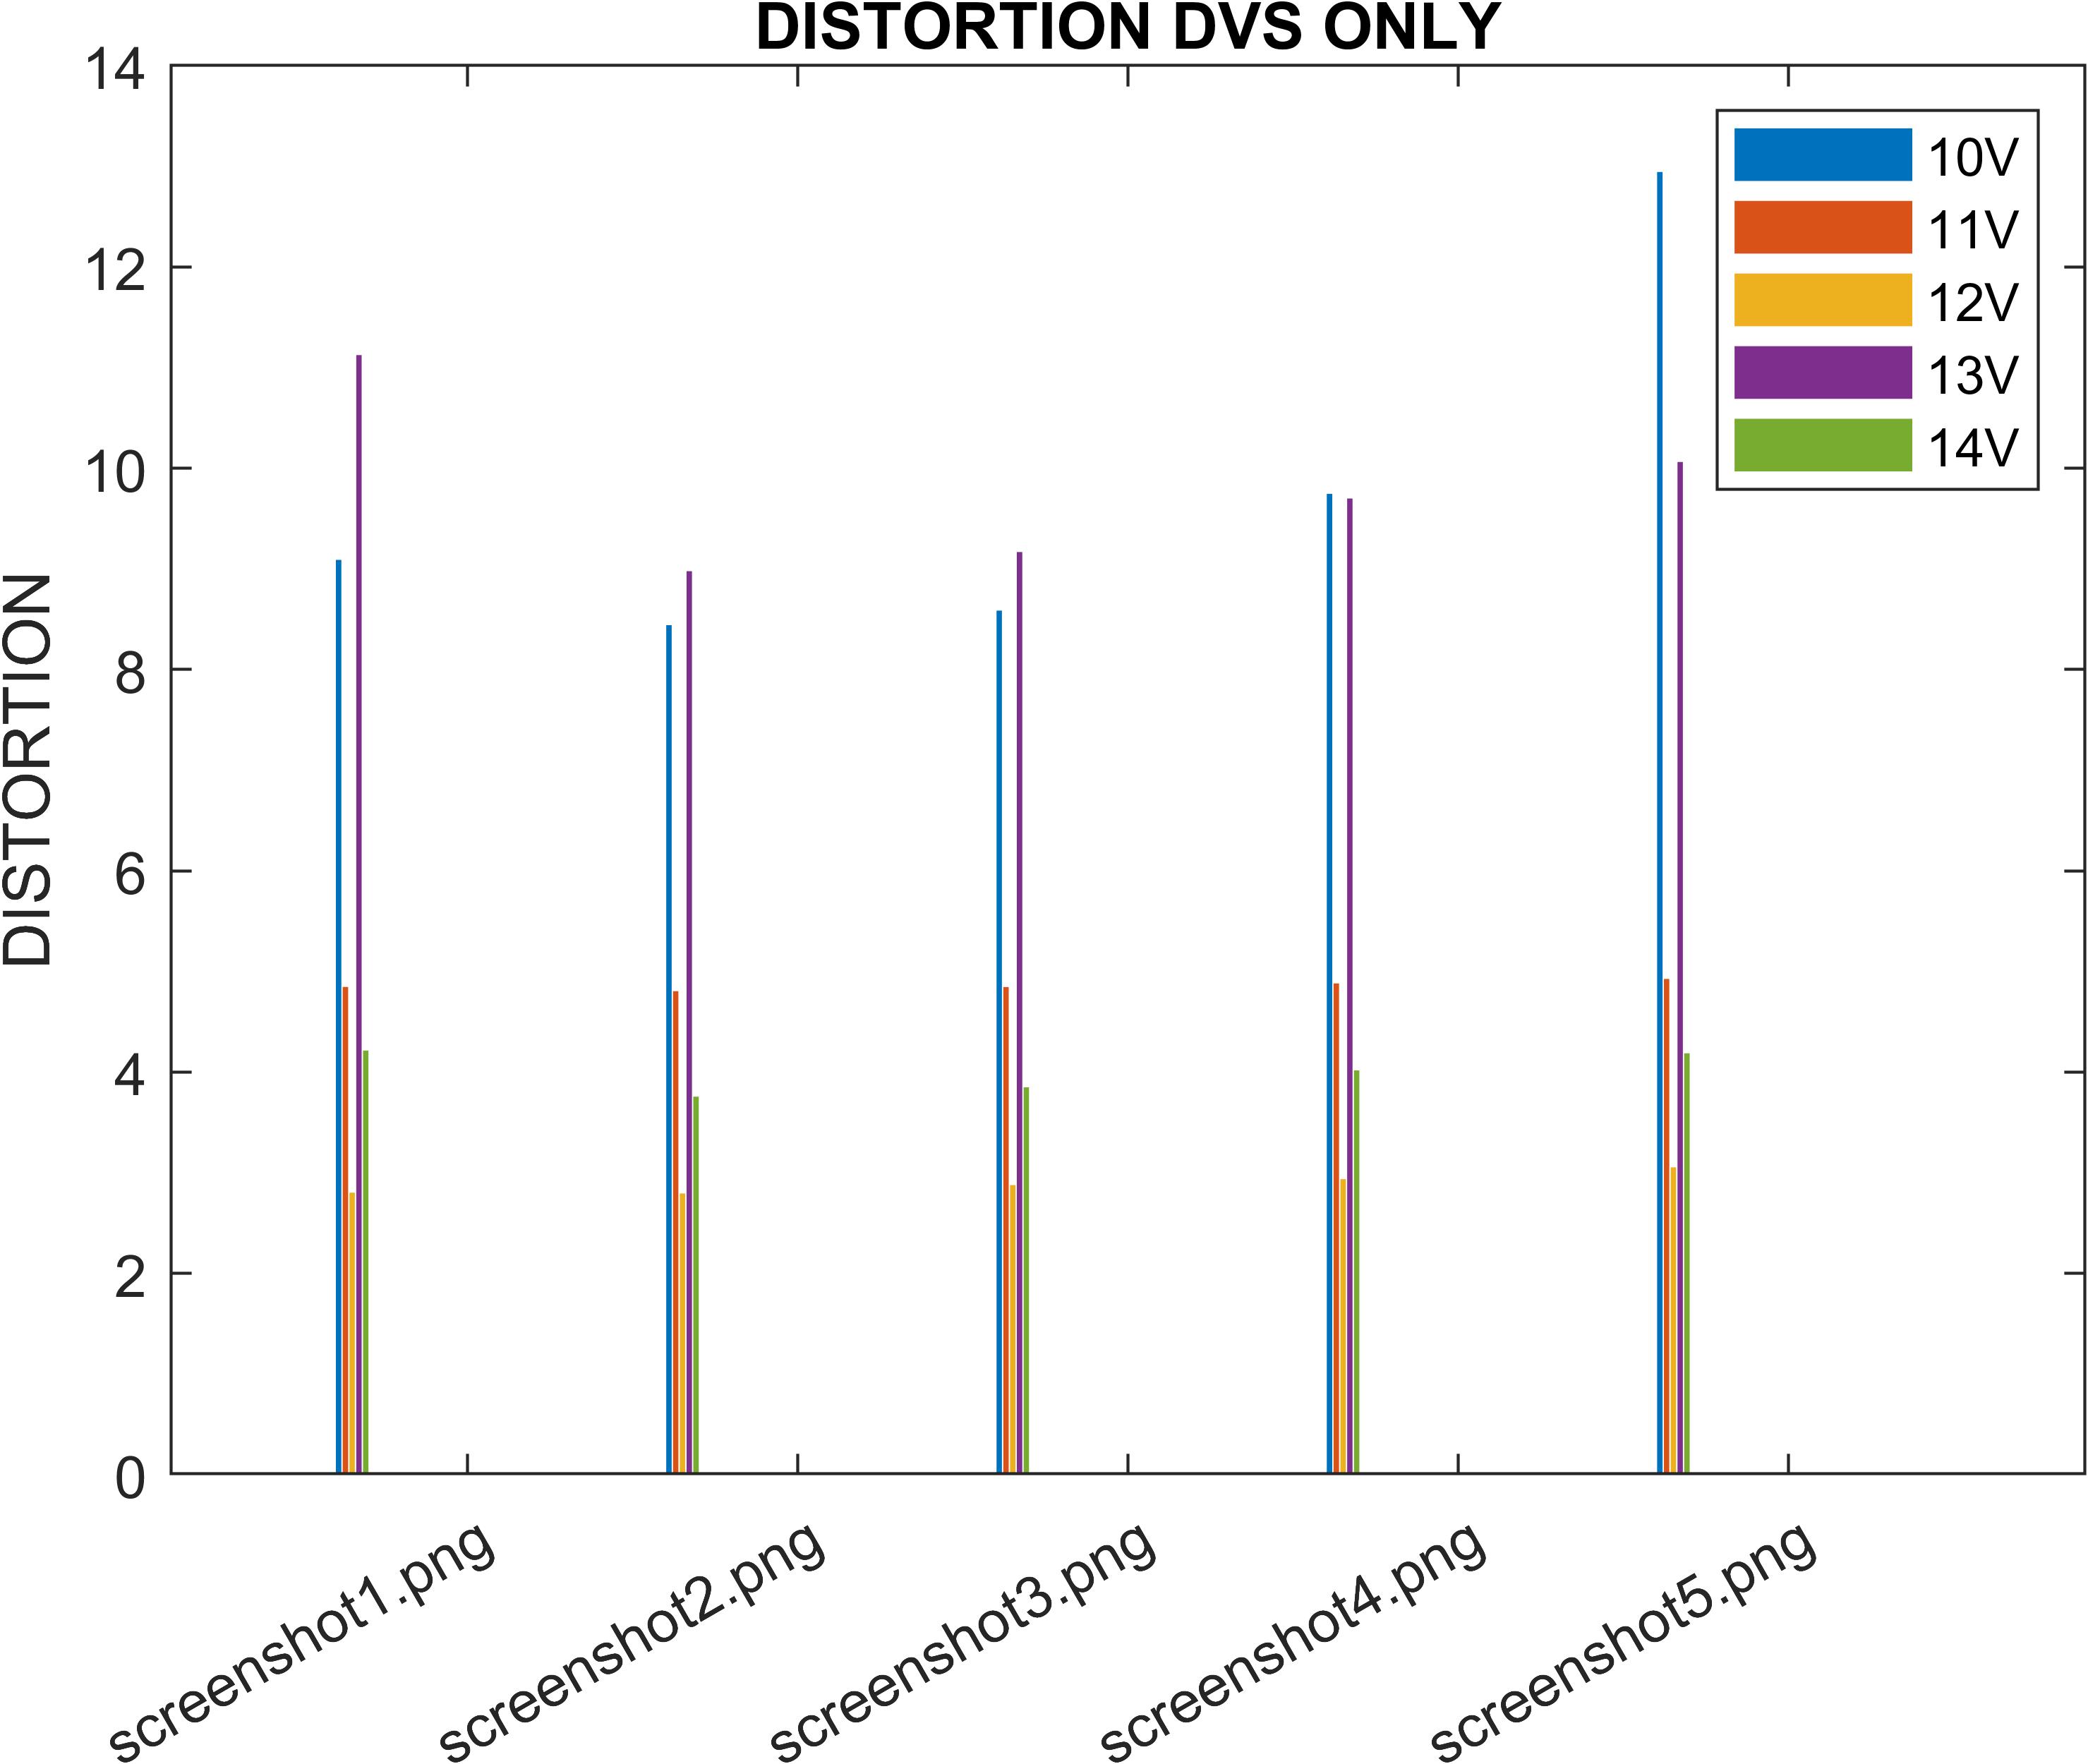 DISTORTION DVS ONLY
14
12
10
8
6
4
2
0
DISTORTION
10V
11V
12V
13V
14V
screenshot1.png
screenshot2.png
screenshot3.png
screenshot4.png
screenshot5.png